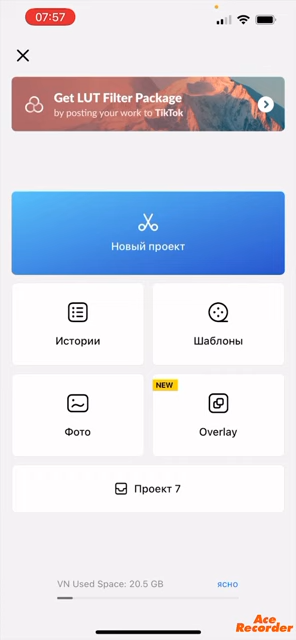 07:57
Get LUT Filter Package
by posting your work to TikTok
Новый проект
Истории
Шаблоны
Фото
NEW
Overlay
Проект 7
VN Used Space: 20.5 GB
ясно
Ace
Recorder